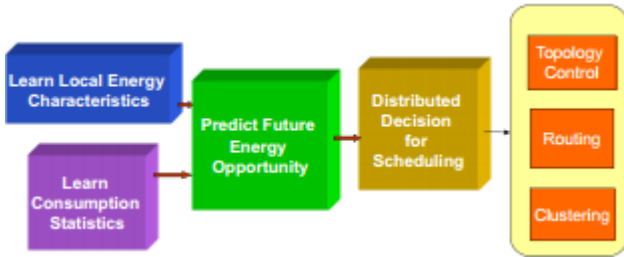 Learn Local Energy
Characteristics
Learn
Consumption
Statistics
Predict Future
Energy
Opportunity
Distributed
Decision
for
Scheduling
Topology
Control
Routing
Clustering